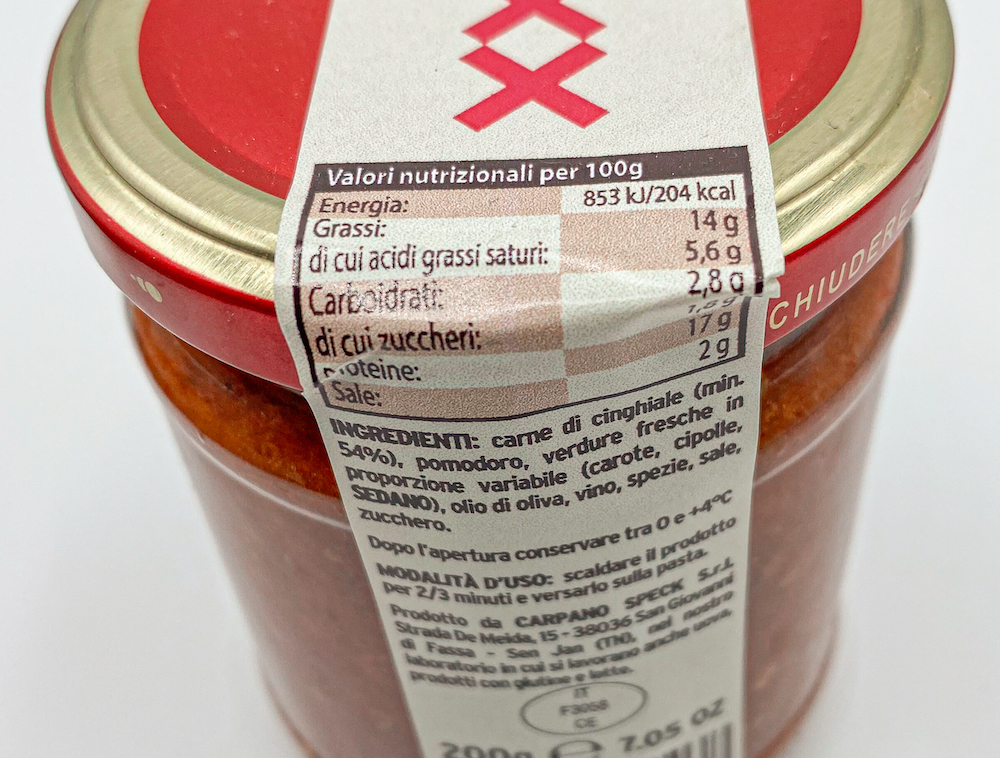 Valori nutrizionali per 100g
Energia: 853 kJ/204 kcal
Grassi: 14 g
di cui acidi grassi saturi: 5,6 g
Carboidrati: 2,8 g
di cui zuccheri:
Proteine: 17 g
Sale: 2 g
CHIUDERE
INGREDIENTI: carne di cinghiale (min.
54%), pomodoro, verdure fresche in
proporzione variabile (carote, cipolle,
SEDANO), olio di oliva, vino, spezie, sale,
zucchero.
Dopo l'apertura conservare tra 0 e +4°C
MODALITÀ D'USO: scaldare il prodotto
per 2/3 minuti e versarlo sulla pasta.
Prodotto da CARPANO SPECK S.r.l.
Strada De Meida, 15 - 38036 San Giovanni
di Fassa - Sen Jan (TN), nel nostro
laboratorio in cui si lavorano anche uova,
prodotti con glutine e latte.
IT
F3058
CE
200g e 7.05 OZ